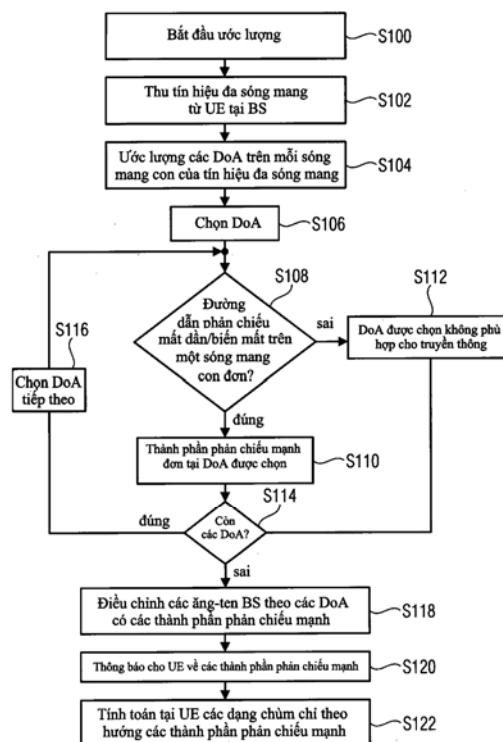 Bắt đầu ước lượng
S100
Thu tín hiệu đa sóng mang
từ UE tại BS
S102
Ước lượng các DoA trên mỗi sóng
mang con của tín hiệu đa sóng mang
S104
Chọn DoA
S106
S108
Đường
dẫn phản chiếu
mất dần/biến mất trên
một sóng mang
con đơn?
sai
S112
DoA được chọn không phù
hợp cho truyền thông
S116
Chọn DoA
tiếp theo
đúng
Thành phần phản chiếu mạnh
đơn tại DoA được chọn
S110
S114
Còn
các DoA?
đúng
sai
Điều chỉnh các ăng-ten BS theo các DoA
có các thành phần phản chiếu mạnh
S118
Thông báo cho UE về các thành phần phản chiếu mạnh
S120
Tính toán tại UE các dạng chùm chỉ theo
hướng các thành phần phản chiếu mạnh
S122